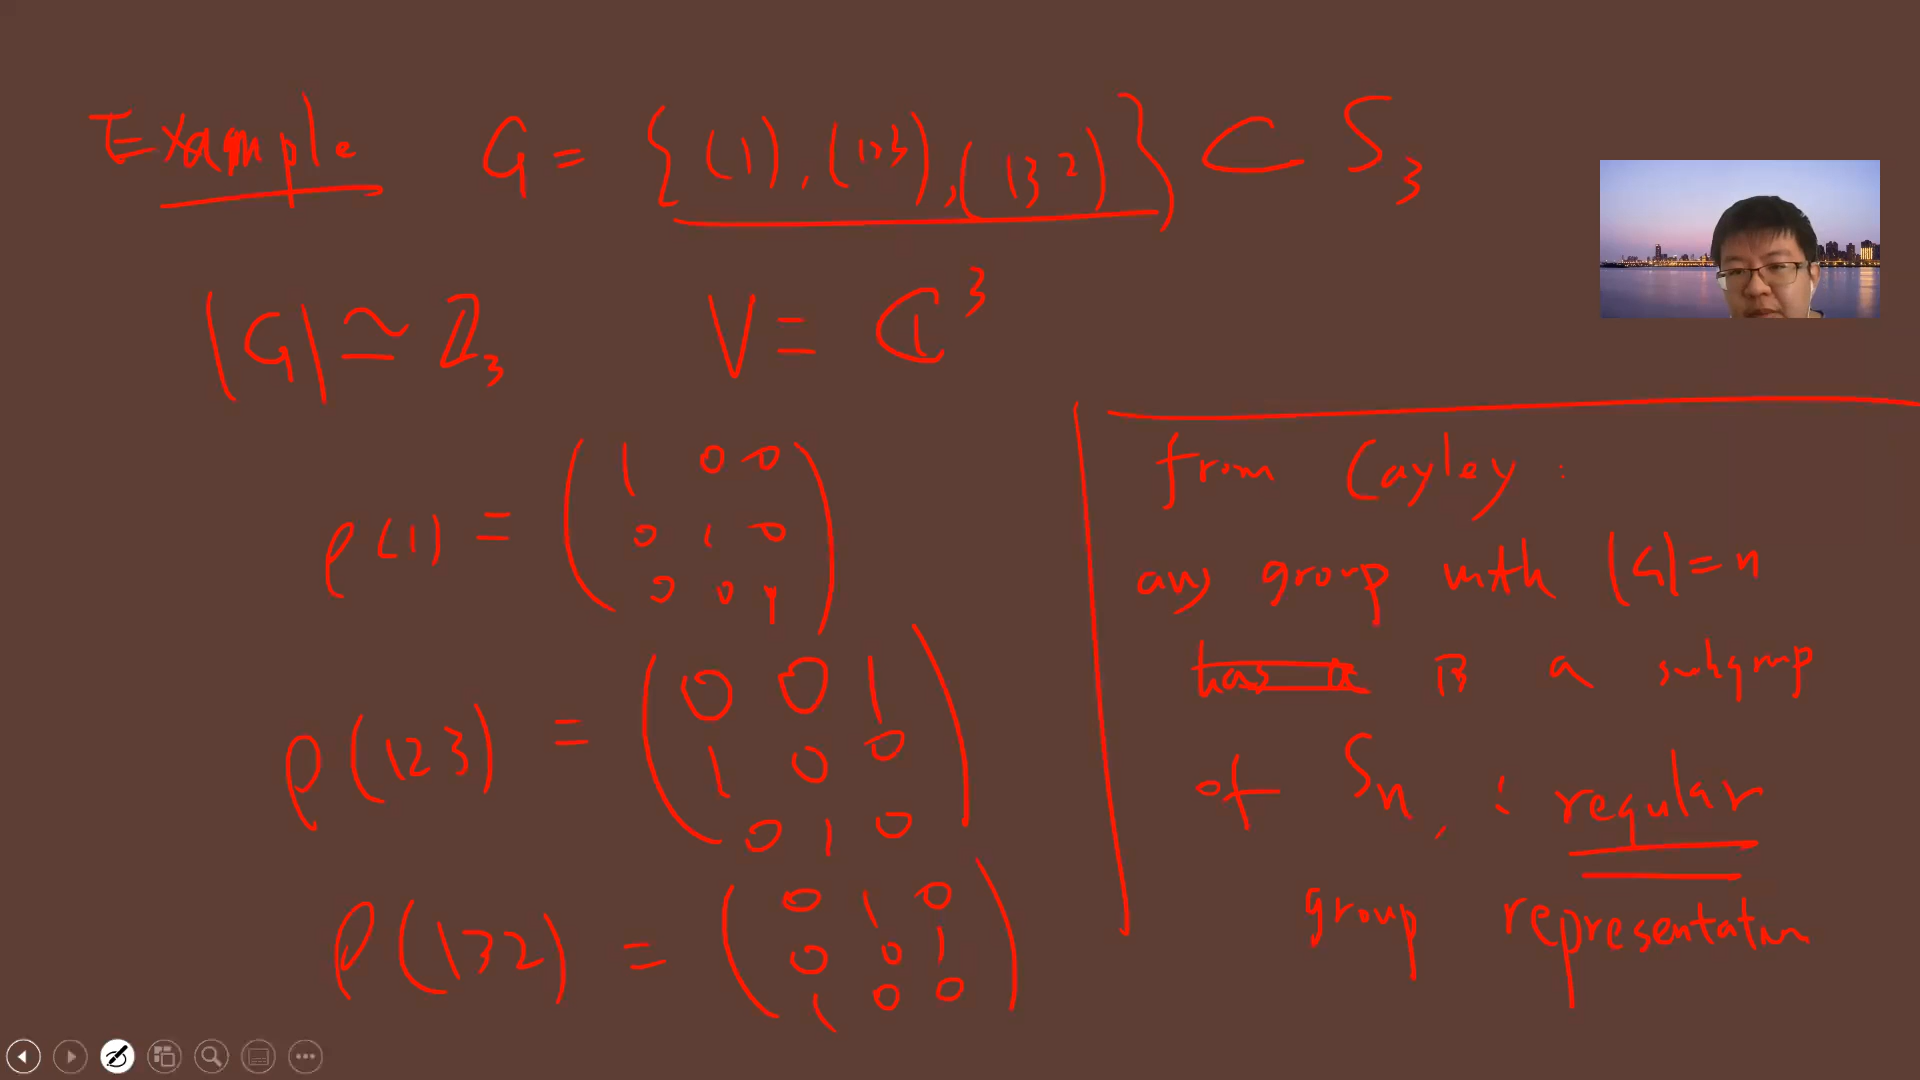 Example G = { (1), (123), (132) } ⊂ S₃
|G| ≃ ℤ₃ V = ℂ³
ρ(1) = ( 1 0 0
0 1 0
0 0 1 )
ρ(123) = ( 0 0 1
1 0 0
0 1 0 )
ρ(132) = ( 0 1 0
0 0 1
1 0 0 )
from Cayley :
any group with |G| = n
has a is a subgroup
of Sₙ, : regular
group representation